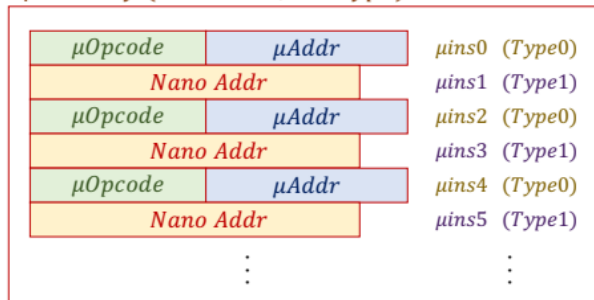 μOpcode μAddr μins0 (Type0)
Nano Addr μins1 (Type1)
μOpcode μAddr μins2 (Type0)
Nano Addr μins3 (Type1)
μOpcode μAddr μins4 (Type0)
Nano Addr μins5 (Type1)
⋮ ⋮